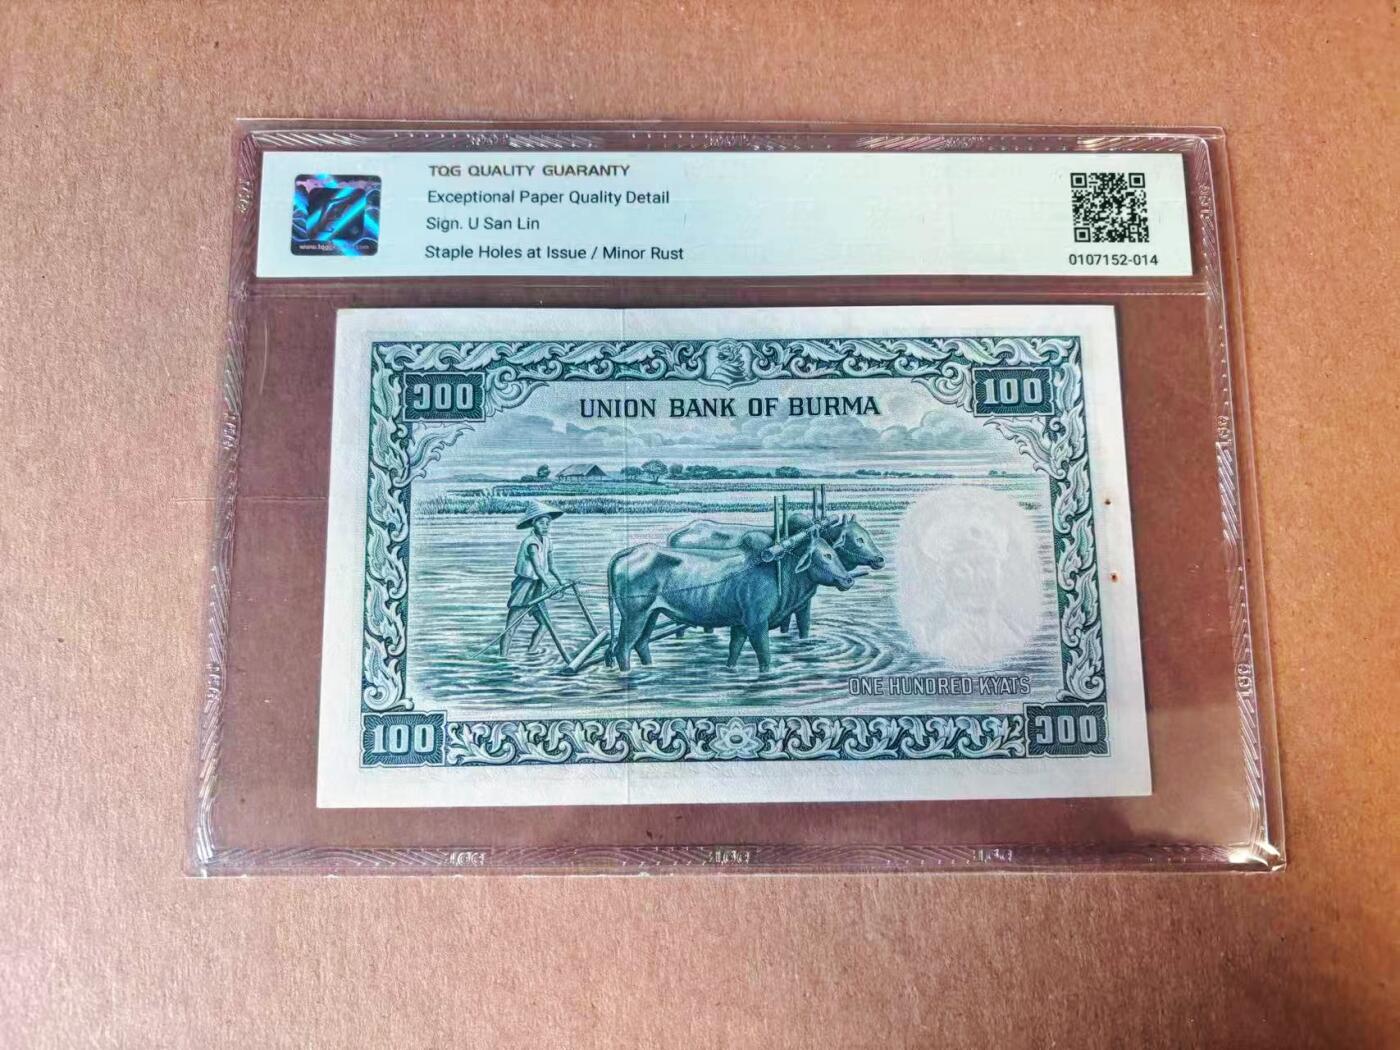 TQG QUALITY GUARANTY
Exceptional Paper Quality Detail
Sign. U San Lin
Staple Holes at Issue / Minor Rust
0107152-014
၁၀၀
100
UNION BANK OF BURMA
ONE HUNDRED KYATS
100
၁၀၀